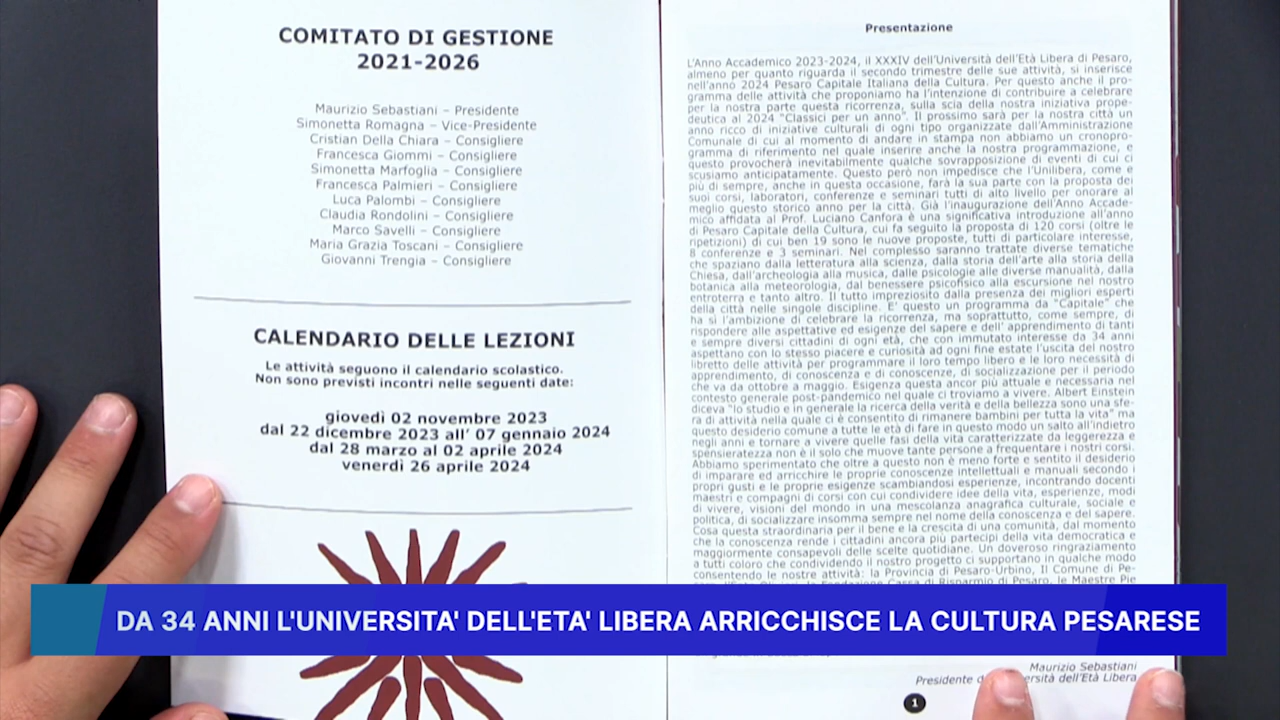 COMITATO DI GESTIONE
2021-2026
Maurizio Sebastiani – Presidente
Simonetta Romagna – Vice-Presidente
Cristian Della Chiara – Consigliere
Francesca Giommi – Consigliere
Simonetta Marfoglia – Consigliere
Francesca Palmieri – Consigliere
Luca Palombi – Consigliere
Claudia Rondolini – Consigliere
Marco Savelli – Consigliere
Maria Grazia Toscani – Consigliere
Giovanni Trengia – Consigliere
CALENDARIO DELLE LEZIONI
Le attività seguono il calendario scolastico.
Non sono previsti incontri nelle seguenti date:
giovedì 02 novembre 2023
dal 22 dicembre 2023 all' 07 gennaio 2024
dal 28 marzo al 02 aprile 2024
venerdì 26 aprile 2024
Presentazione
L'Anno Accademico 2023-2024, il XXXIV dell'Università dell'Età Libera di Pesaro,
almeno per quanto riguarda il secondo trimestre delle sue attività, si inserisce
nell'anno 2024 Pesaro Capitale Italiana della Cultura. Per questo anche il pro-
gramma delle attività che proponiamo ha l'intenzione di contribuire a celebrare
per la nostra parte questa ricorrenza, sulla scia della nostra iniziativa prope-
deutica al 2024 "Classici per un anno". Il prossimo sarà per la nostra città un
anno ricco di iniziative culturali di ogni tipo organizzate dall'Amministrazione
Comunale di cui al momento di andare in stampa non abbiamo un cronopro-
gramma di riferimento nel quale inserire anche la nostra programmazione, e
questo provocherà inevitabilmente qualche sovrapposizione di eventi di cui ci
scusiamo anticipatamente. Questo però non impedisce che l'Unilibera, come e
più di sempre, anche in questa occasione, farà la sua parte con la proposta dei
suoi corsi, laboratori, conferenze e seminari tutti di alto livello per onorare al
meglio questo storico anno per la città. Già l'inaugurazione dell'Anno Accade-
mico affidata al Prof. Luciano Canfora è una significativa introduzione all'anno
di Pesaro Capitale della Cultura, cui fa seguito la proposta di 120 corsi (oltre le
ripetizioni) di cui ben 19 sono le nuove proposte, tutti di particolare interesse,
8 conferenze e 3 seminari. Nel complesso saranno trattate diverse tematiche
che spaziano dalla letteratura alla scienza, dalla storia dell'arte alla storia della
Chiesa, dall'archeologia alla musica, dalle psicologie alle diverse manualità, dalla
botanica alla meteorologia, dal benessere psicofisico alla escursione nel nostro
entroterra e tanto altro. Il tutto impreziosito dalla presenza dei migliori esperti
della città nelle singole discipline. E' questo un programma da "Capitale" che
ha sì l'ambizione di celebrare la ricorrenza, ma soprattutto, come sempre, di
rispondere alle aspettative ed esigenze del sapere e dell' apprendimento di tanti
e sempre diversi cittadini di ogni età, che con immutato interesse da 34 anni
aspettano con lo stesso piacere e curiosità ad ogni fine estate l'uscita del nostro
libretto delle attività per programmare il loro tempo libero e le loro necessità di
apprendimento, di conoscenza e di conoscere, di socializzazione per il periodo
che va da ottobre a maggio. Esigenza questa ancor più attuale e necessaria nel
contesto generale post-pandemico nel quale ci troviamo a vivere. Albert Einstein
diceva "lo studio e in generale la ricerca della verità e della bellezza sono una sfe-
ra di attività nella quale ci è consentito di rimanere bambini per tutta la vita" ma
questo desiderio comune a tutte le età di fare in questo modo un salto all'indietro
negli anni e tornare a vivere quelle fasi della vita caratterizzate da leggerezza e
spensieratezza non è il solo che muove tante persone a frequentare i nostri corsi.
Abbiamo sperimentato che oltre a questo non è meno forte e sentito il desiderio
di imparare ed arricchire le proprie conoscenze intellettuali e manuali secondo i
propri gusti e le proprie esigenze scambiandosi esperienze, incontrando docenti
maestri e compagni di corsi con cui condividere idee della vita, esperienze, modi
di vivere, visioni del mondo in una mescolanza anagrafica culturale, sociale e
politica, di socializzare insomma sempre nel nome della conoscenza e del sapere.
Cosa questa straordinaria per il bene e la crescita di una comunità, dal momento
che la conoscenza rende i cittadini ancora più partecipi della vita democratica e
maggiormente consapevoli delle scelte quotidiane. Un doveroso ringraziamento
a tutti coloro che condividendo il nostro progetto ci supportano in qualche modo
consentendo le nostre attività: la Provincia di Pesaro-Urbino, Il Comune di Pe-
Fondazione Cassa di Risparmio di Pesaro, le Maestre Pie
DA 34 ANNI L'UNIVERSITA' DELL'ETA' LIBERA ARRICCHISCE LA CULTURA PESARESE
Maurizio Sebastiani
Presidente dell'Università dell'Età Libera
1